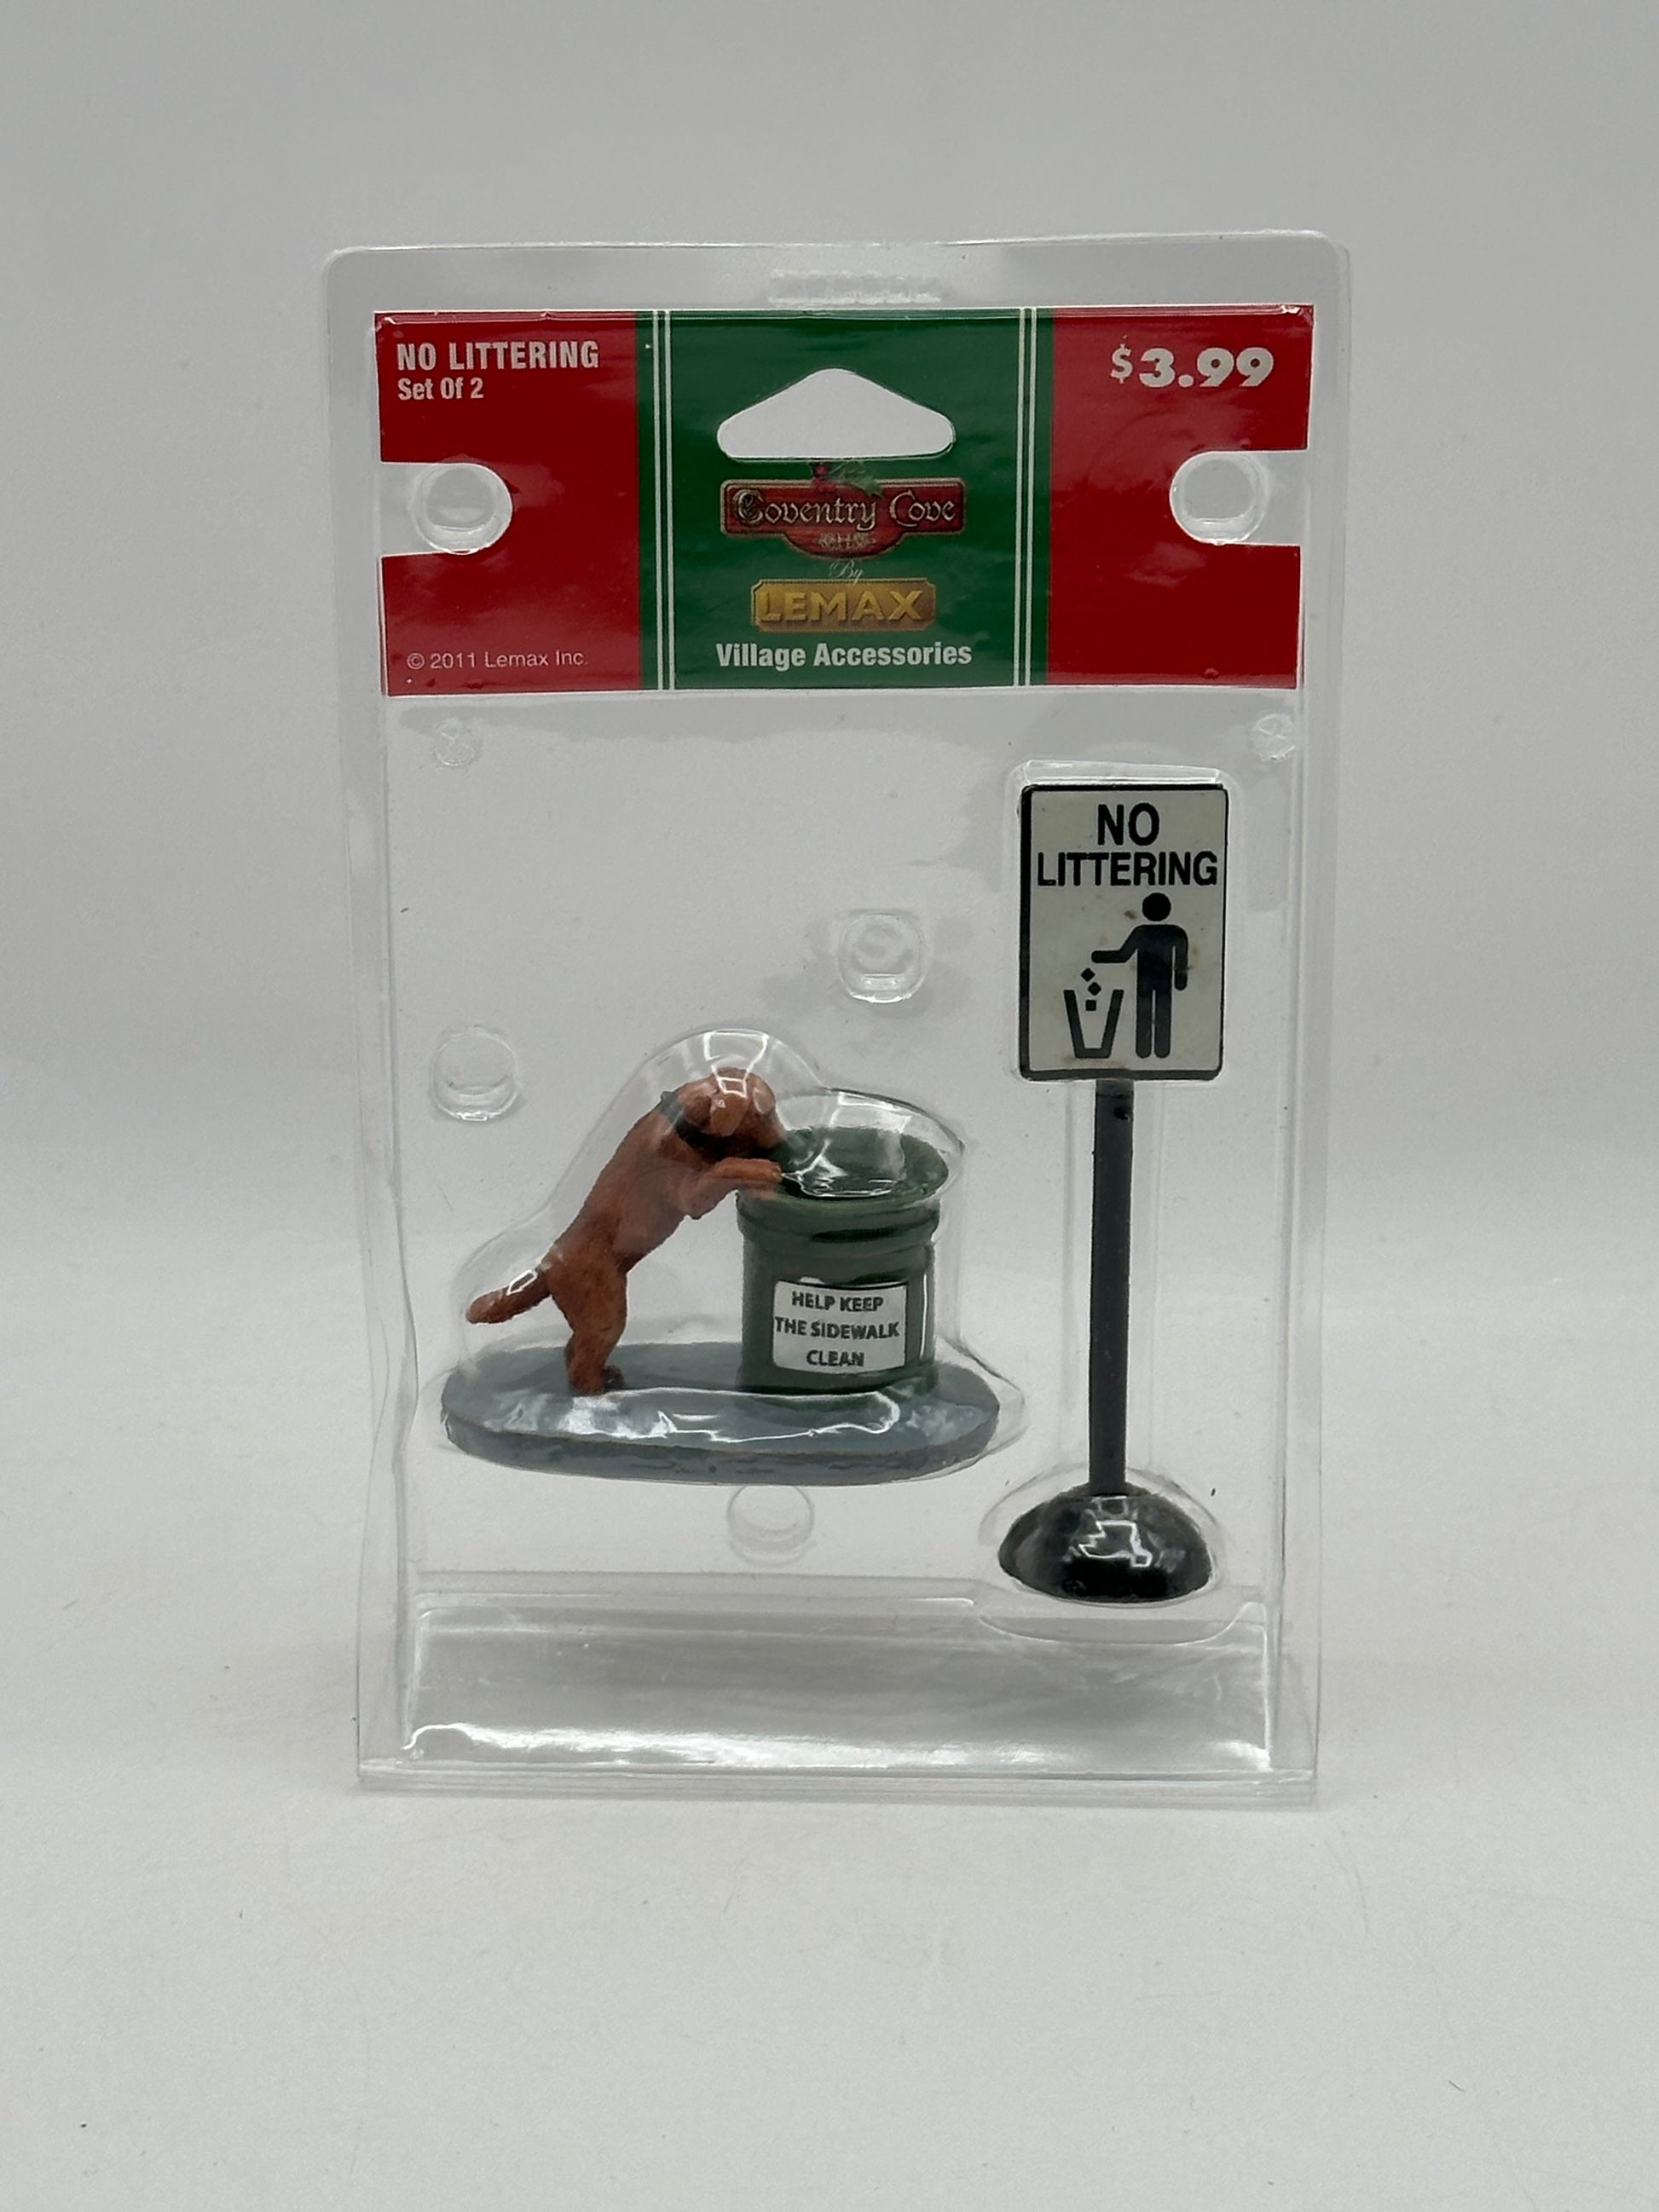 NO LITTERING
Set Of 2
$3.99
Coventry Cove
By
LEMAX
Village Accessories
© 2011 Lemax Inc.
NO
LITTERING
HELP KEEP
THE SIDEWALK
CLEAN